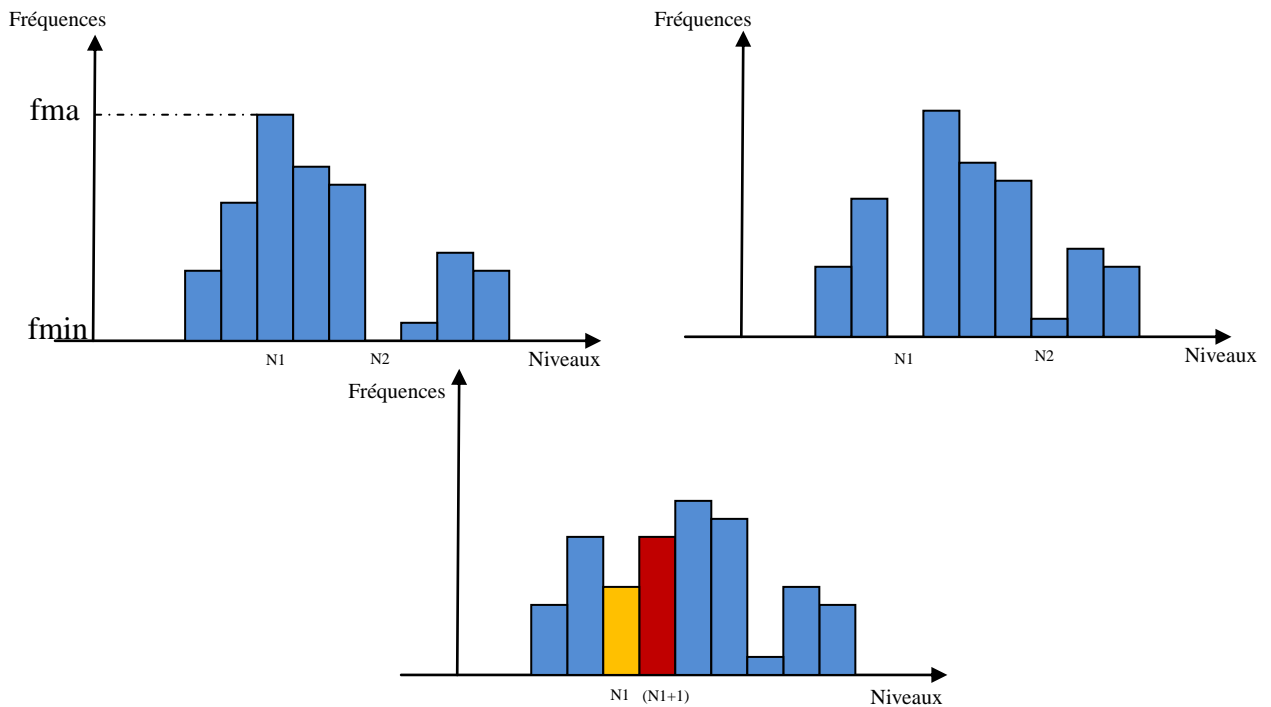 Fréquences
fma
fmin
N1 N2
Niveaux
Fréquences
N1 N2
Niveaux
Fréquences
N1 (N1+1)
Niveaux